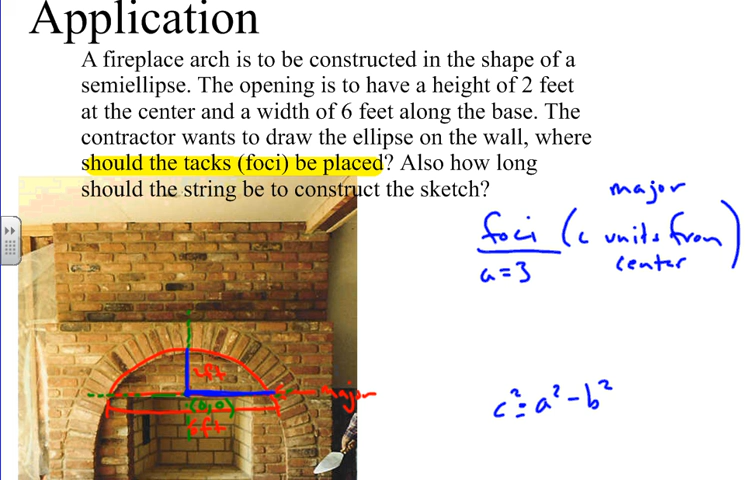 Application
A fireplace arch is to be constructed in the shape of a
semiellipse. The opening is to have a height of 2 feet
at the center and a width of 6 feet along the base. The
contractor wants to draw the ellipse on the wall, where
should the tacks (foci) be placed? Also how long
should the string be to construct the sketch?
major
foci (c units from
center)
a=3
c² = a² - b²
2ft
major
(0,0)
6ft